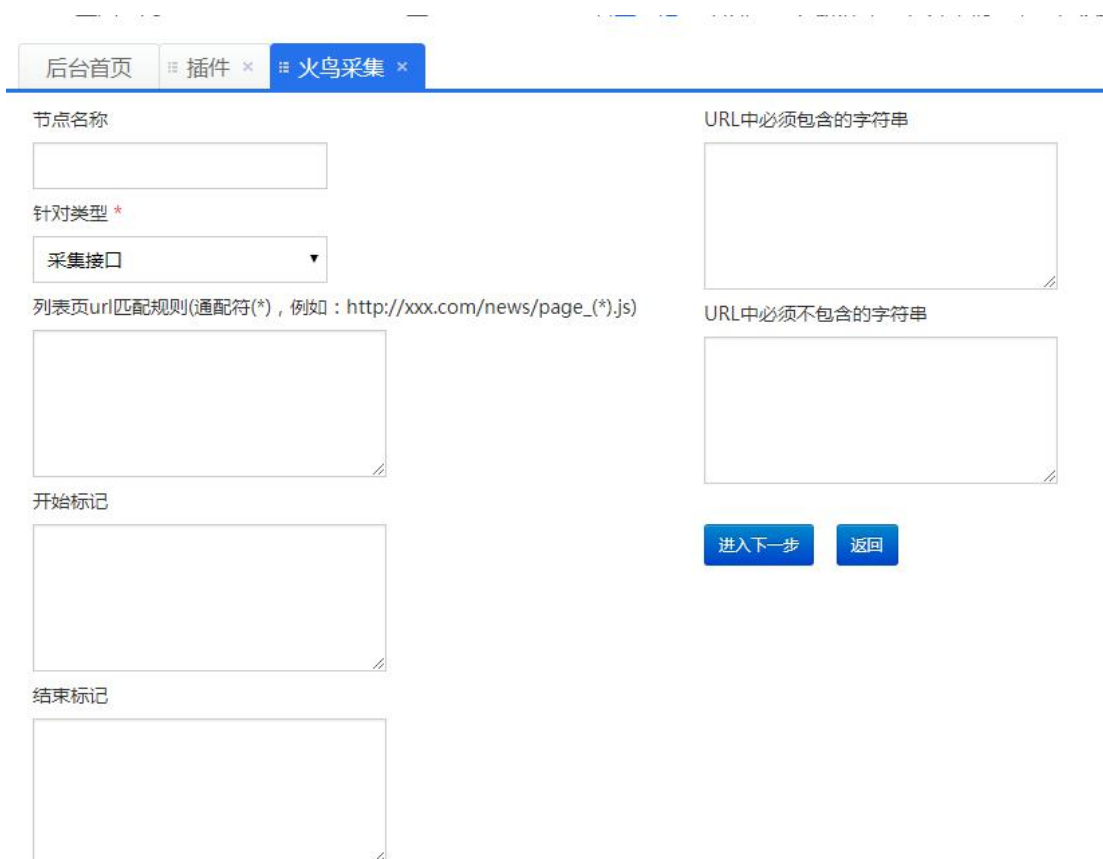 后台首页
插件 ×
火鸟采集 ×
节点名称
针对类型 *
采集接口
列表页url匹配规则(通配符(*)，例如：http://xxx.com/news/page_(*).js)
开始标记
结束标记
URL中必须包含的字符串
URL中必须不包含的字符串
进入下一步
返回